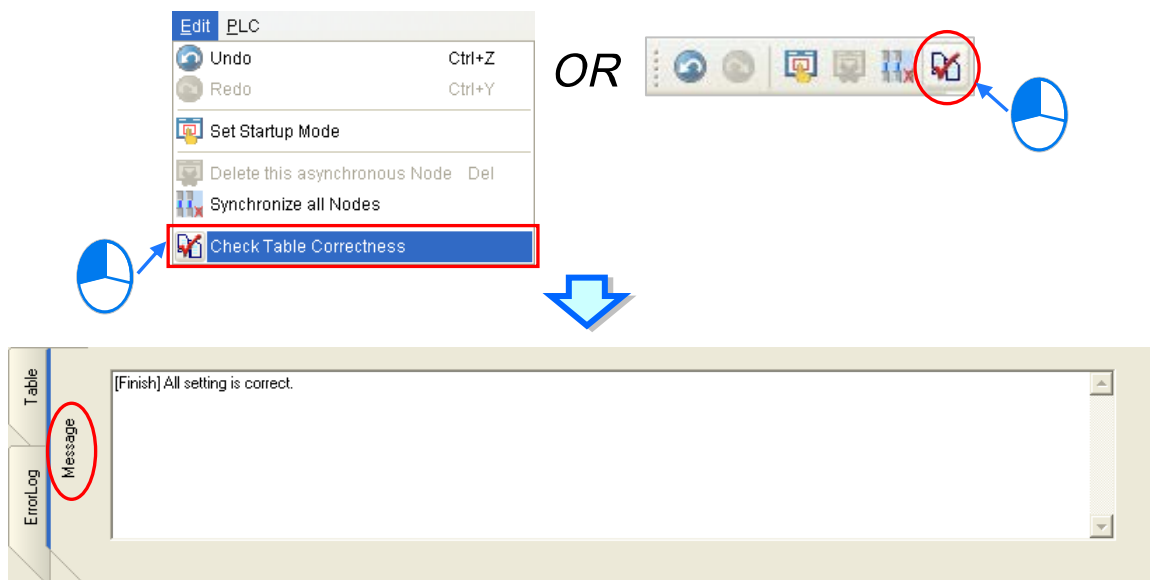 Edit PLC
Undo Ctrl+Z
Redo Ctrl+Y
Set Startup Mode
Delete this asynchronous Node Del
Synchronize all Nodes
Check Table Correctness
OR
Table
Message
ErrorLog
[Finish] All setting is correct.